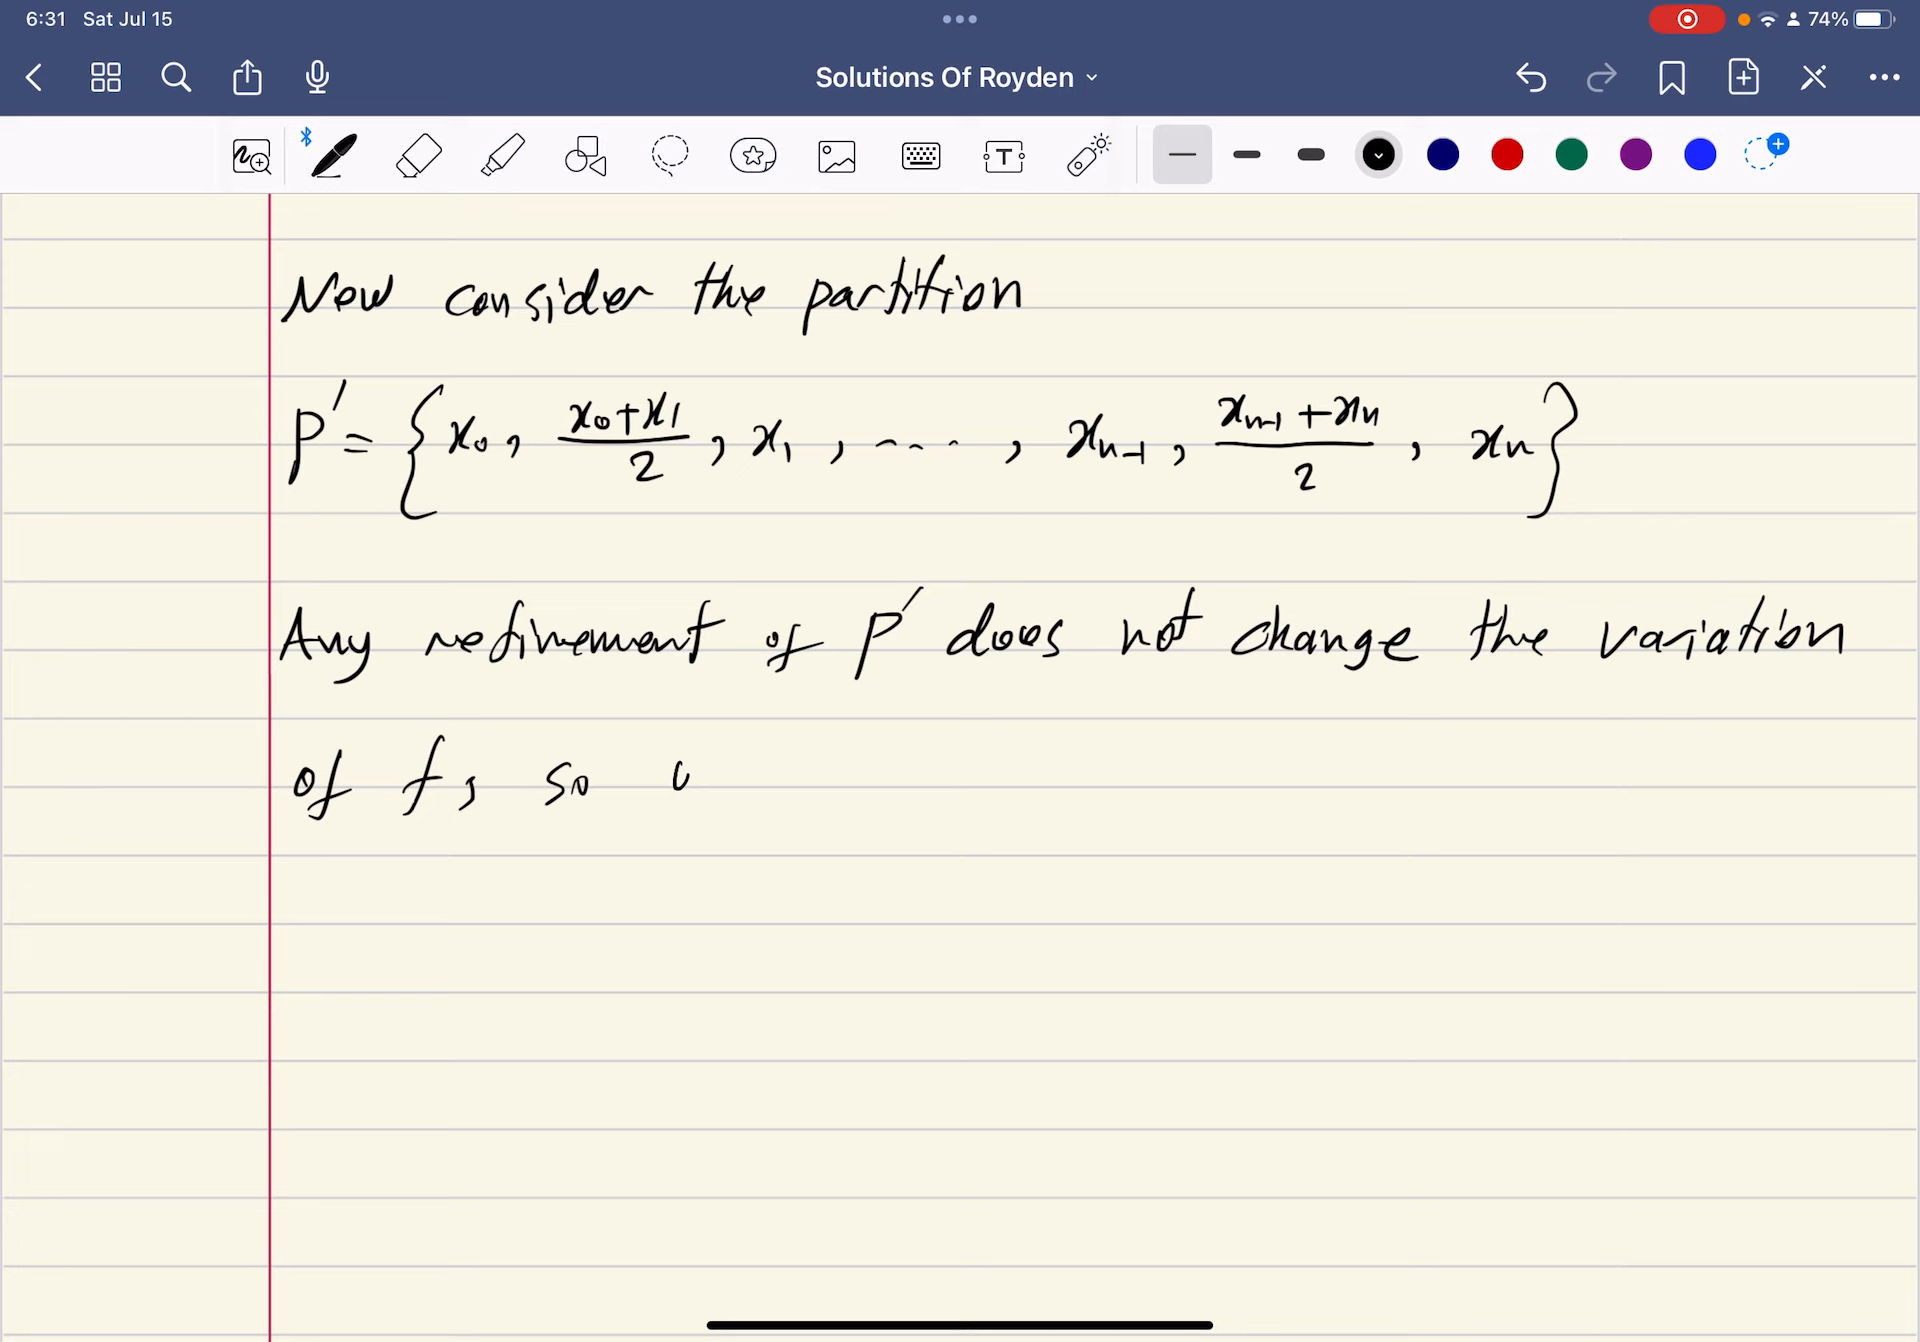 6:31 Sat Jul 15
74%
Solutions Of Royden
Now consider the partition
P' = { x₀, (x₀+x₁)/2, x₁, ...., xₙ₋₁, (xₙ₋₁+xₙ)/2, xₙ }
Any refinement of P' does not change the variation
of f, so